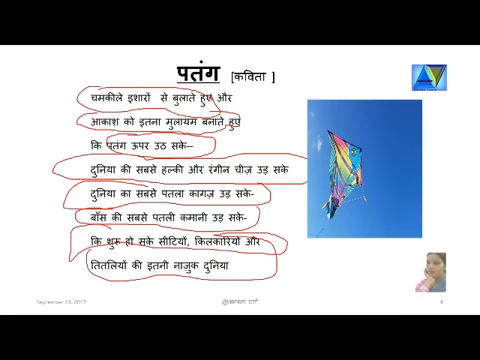 पतंग [कविता ]
चमकीले इशारों से बुलाते हुए और
आकाश को इतना मुलायम बनाते हुए
कि पतंग ऊपर उठ सके--
दुनिया की सबसे हल्की और रंगीन चीज़ उड़ सके
दुनिया का सबसे पतला कागज़ उड़ सके-
बाँस की सबसे पतली कमानी उड़ सके-
कि शुरू हो सके सीटियों, किलकारियों और
तितलियों की इतनी नाज़ुक दुनिया
September 13, 2017
4